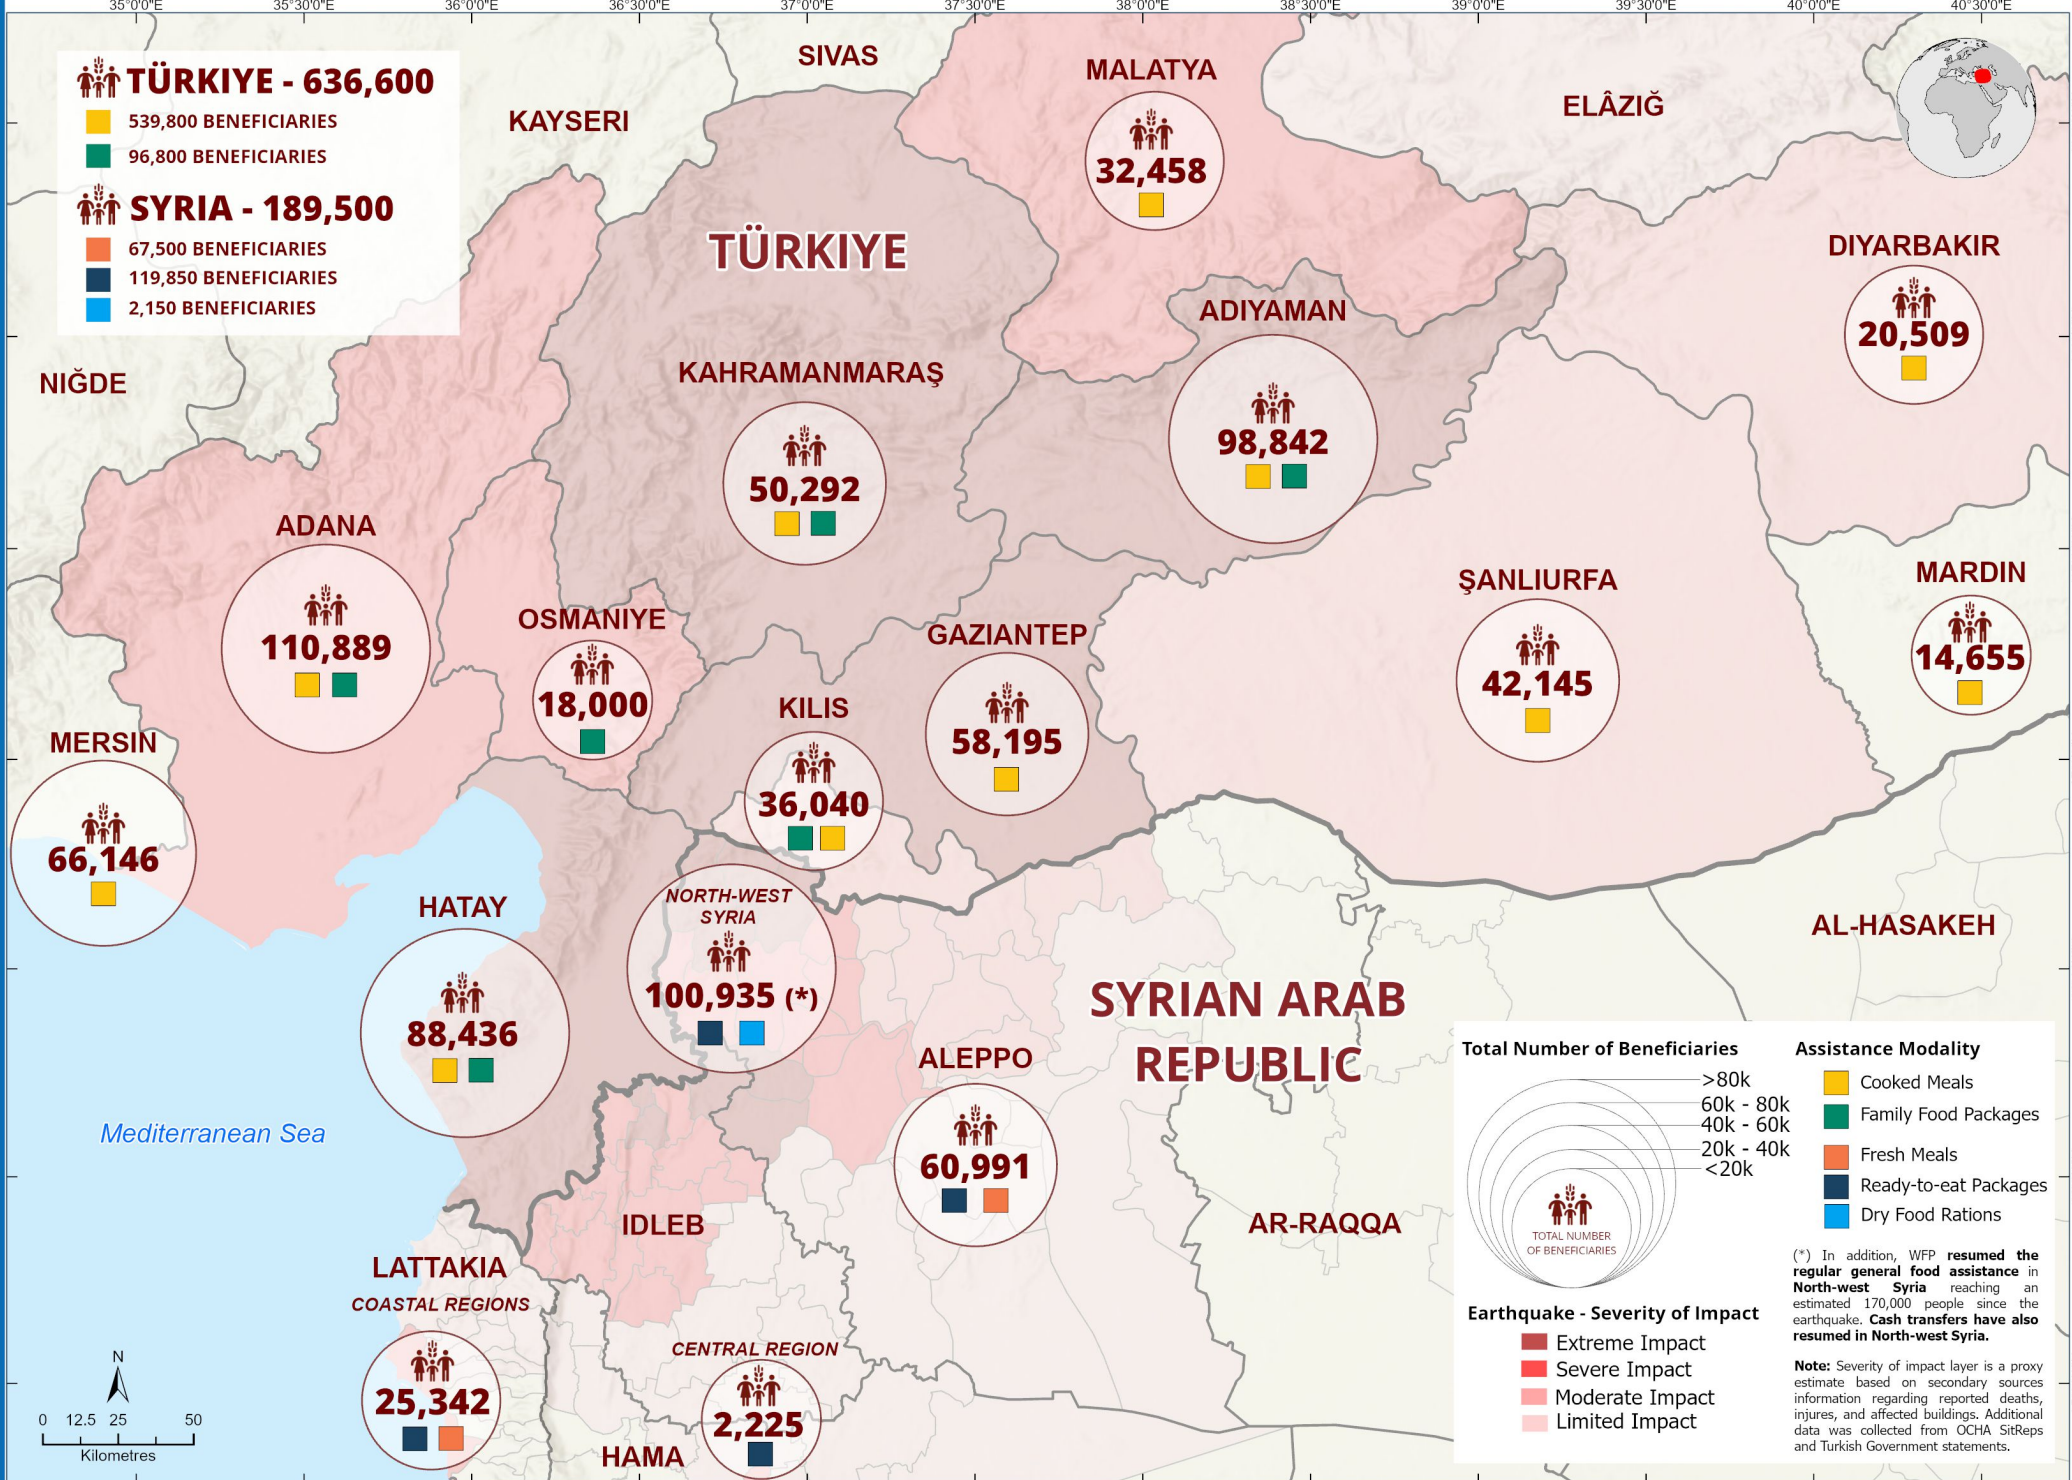 35°0'0"E 35°30'0"E 36°0'0"E 36°30'0"E 37°0'0"E 37°30'0"E 38°0'0"E 38°30'0"E 39°0'0"E 39°30'0"E 40°0'0"E 40°30'0"E
TÜRKIYE - 636,600
539,800 BENEFICIARIES
96,800 BENEFICIARIES
SYRIA - 189,500
67,500 BENEFICIARIES
119,850 BENEFICIARIES
2,150 BENEFICIARIES
SIVAS
KAYSERI
MALATYA
32,458
ELÂZIĞ
TÜRKIYE
DIYARBAKIR
20,509
ADIYAMAN
98,842
NIĞDE
KAHRAMANMARAŞ
50,292
ADANA
110,889
OSMANIYE
18,000
GAZIANTEP
58,195
ŞANLIURFA
42,145
MARDIN
14,655
MERSIN
66,146
KILIS
36,040
HATAY
88,436
NORTH-WEST
SYRIA
100,935 (*)
AL-HASAKEH
SYRIAN ARAB
REPUBLIC
ALEPPO
60,991
Mediterranean Sea
IDLEB
AR-RAQQA
LATTAKIA
COASTAL REGIONS
25,342
CENTRAL REGION
2,225
HAMA
N
0 12.5 25 50
Kilometres
Total Number of Beneficiaries
>80k
60k - 80k
40k - 60k
20k - 40k
<20k
TOTAL NUMBER
OF BENEFICIARIES
Earthquake - Severity of Impact
Extreme Impact
Severe Impact
Moderate Impact
Limited Impact
Assistance Modality
Cooked Meals
Family Food Packages
Fresh Meals
Ready-to-eat Packages
Dry Food Rations
(*) In addition, WFP resumed the
regular general food assistance in
North-west Syria reaching an
estimated 170,000 people since the
earthquake. Cash transfers have also
resumed in North-west Syria.
Note: Severity of impact layer is a proxy
estimate based on secondary sources
information regarding reported deaths,
injures, and affected buildings. Additional
data was collected from OCHA SitReps
and Turkish Government statements.